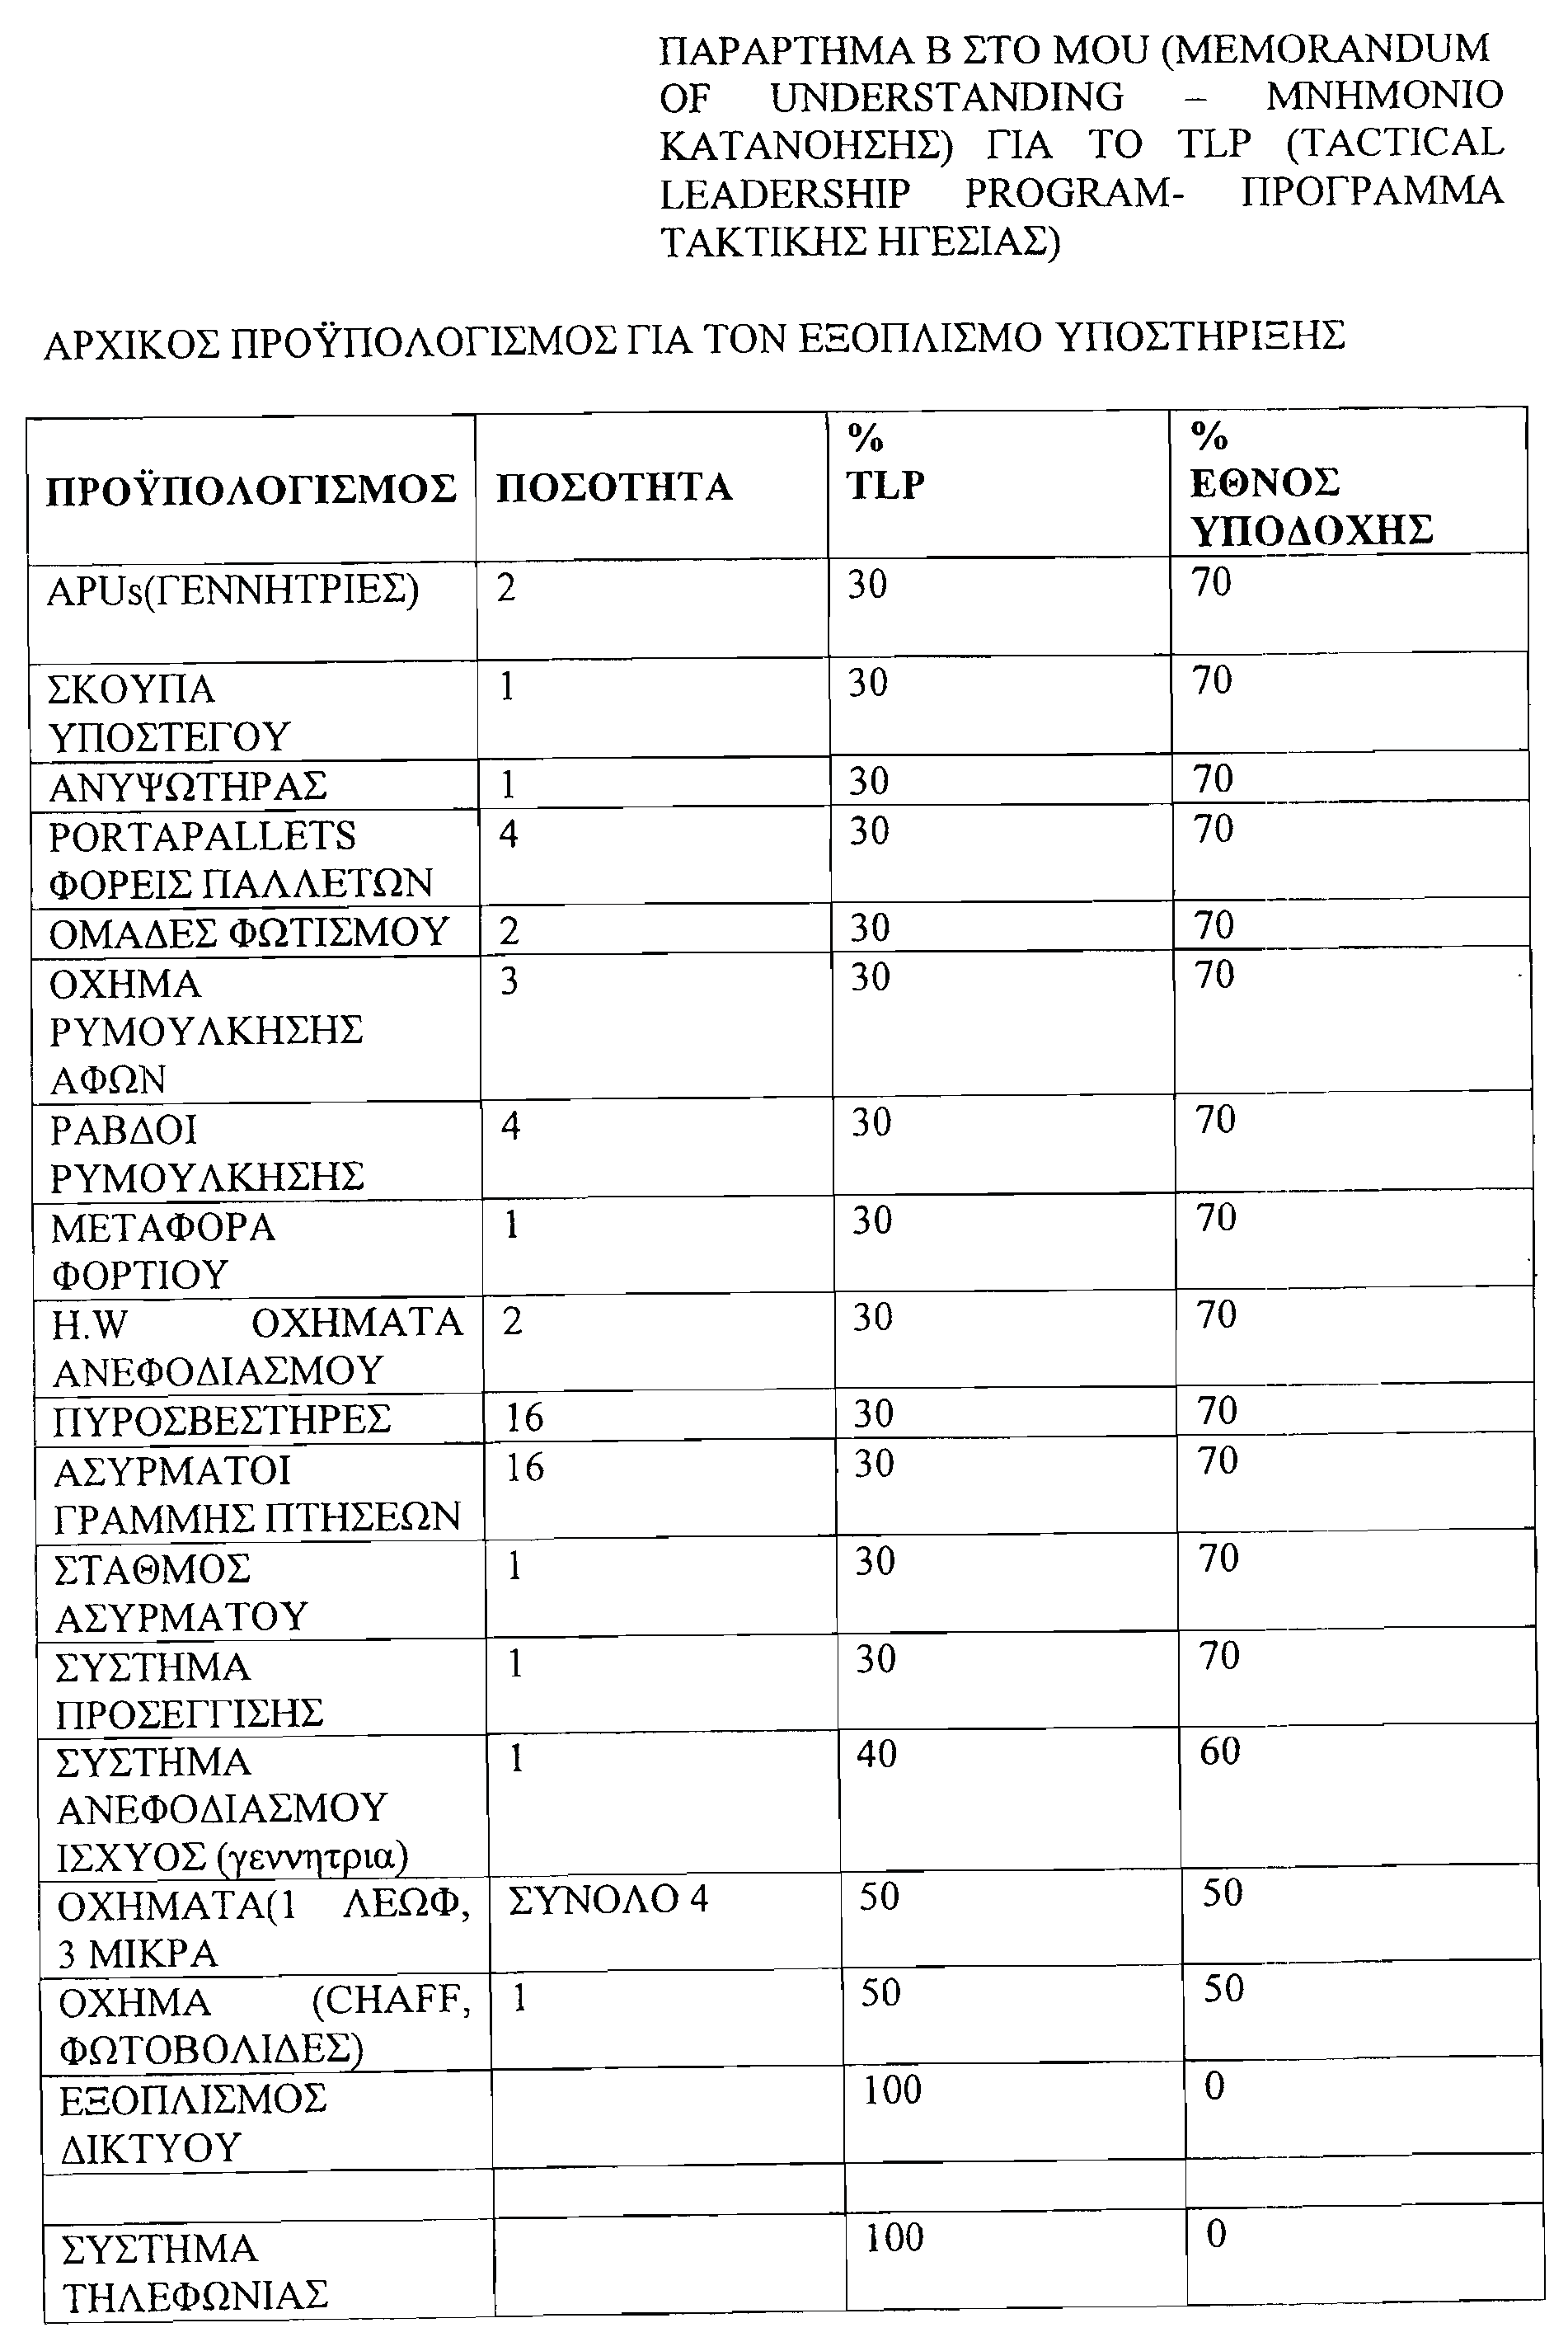 ΠΑΡΑΡΤΗΜΑ Β ΣΤΟ MOU (MEMORANDUM
OF UNDERSTANDING – ΜΝΗΜΟΝΙΟ
ΚΑΤΑΝΟΗΣΗΣ) ΓΙΑ ΤΟ TLP (TACTICAL
LEADERSHIP PROGRAM- ΠΡΟΓΡΑΜΜΑ
ΤΑΚΤΙΚΗΣ ΗΓΕΣΙΑΣ)
ΑΡΧΙΚΟΣ ΠΡΟΫΠΟΛΟΓΙΣΜΟΣ ΓΙΑ ΤΟΝ ΕΞΟΠΛΙΣΜΟ ΥΠΟΣΤΗΡΙΞΗΣ
ΠΡΟΫΠΟΛΟΓΙΣΜΟΣ ΠΟΣΟΤΗΤΑ
%
TLP
%
ΕΘΝΟΣ
ΥΠΟΔΟΧΗΣ
APUs(ΓΕΝΝΗΤΡΙΕΣ) 2 30 70
ΣΚΟΥΠΑ 1 30 70
ΥΠΟΣΤΕΓΟΥ
ΑΝΥΨΩΤΗΡΑΣ 1 30 70
PORTAPALLETS 4 30 70
ΦΟΡΕΙΣ ΠΑΛΛΕΤΩΝ
ΟΜΑΔΕΣ ΦΩΤΙΣΜΟΥ 2 30 70
ΟΧΗΜΑ 3 30 70
ΡΥΜΟΥΛΚΗΣΗΣ
ΑΦΩΝ
ΡΑΒΔΟΙ 4 30 70
ΡΥΜΟΥΛΚΗΣΗΣ
ΜΕΤΑΦΟΡΑ 1 30 70
ΦΟΡΤΙΟΥ
H.W ΟΧΗΜΑΤΑ 2 30 70
ΑΝΕΦΟΔΙΑΣΜΟΥ
ΠΥΡΟΣΒΕΣΤΗΡΕΣ 16 30 70
ΑΣΥΡΜΑΤΟΙ 16 30 70
ΓΡΑΜΜΗΣ ΠΤΗΣΕΩΝ
ΣΤΑΘΜΟΣ 1 30 70
ΑΣΥΡΜΑΤΟΥ
ΣΥΣΤΗΜΑ 1 30 70
ΠΡΟΣΕΓΓΙΣΗΣ
ΣΥΣΤΗΜΑ 1 40 60
ΑΝΕΦΟΔΙΑΣΜΟΥ
ΙΣΧΥΟΣ (γεννητρια)
ΟΧΗΜΑΤΑ(1 ΛΕΩΦ, ΣΥΝΟΛΟ 4 50 50
3 ΜΙΚΡΑ
ΟΧΗΜΑ (CHAFF, 1 50 50
ΦΩΤΟΒΟΛΙΔΕΣ)
ΕΞΟΠΛΙΣΜΟΣ 100 0
ΔΙΚΤΥΟΥ
ΣΥΣΤΗΜΑ 100 0
ΤΗΛΕΦΩΝΙΑΣ